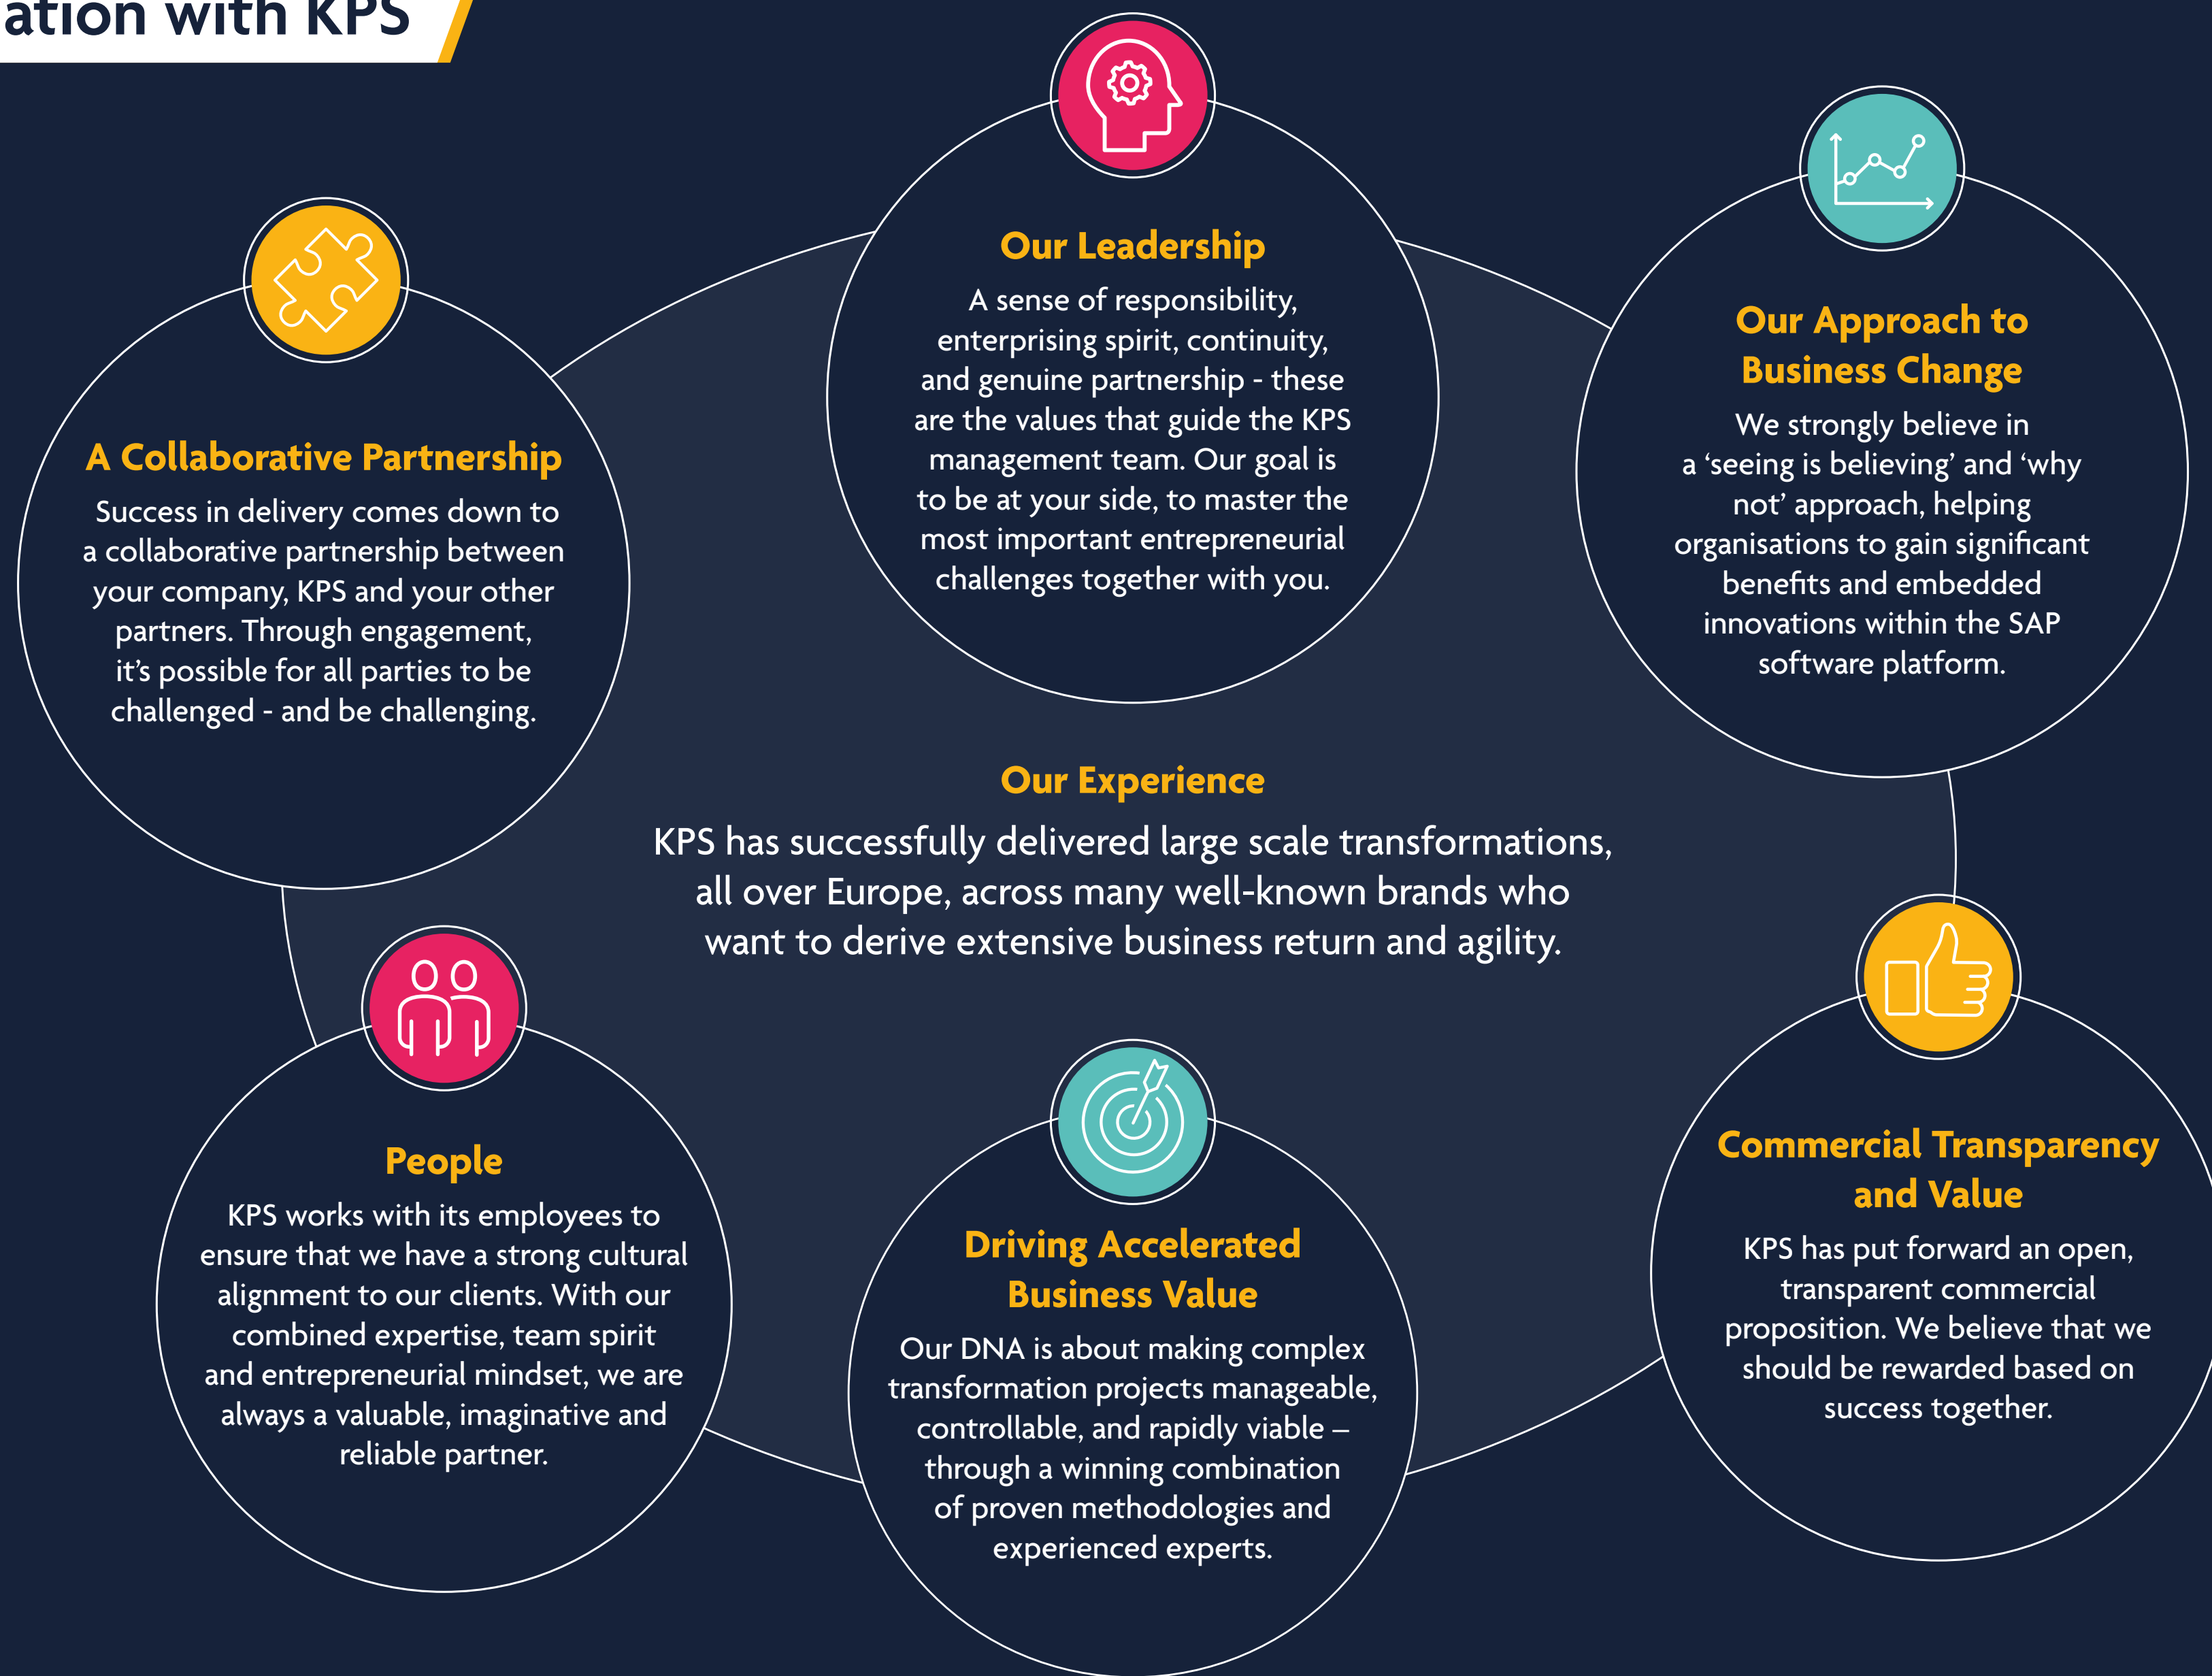 ation with KPS
Our Leadership
A sense of responsibility,
enterprising spirit, continuity,
and genuine partnership - these
are the values that guide the KPS
management team. Our goal is
to be at your side, to master the
most important entrepreneurial
challenges together with you.
Our Approach to
Business Change
We strongly believe in
a ‘seeing is believing’ and ‘why
not’ approach, helping
organisations to gain significant
benefits and embedded
innovations within the SAP
software platform.
A Collaborative Partnership
Success in delivery comes down to
a collaborative partnership between
your company, KPS and your other
partners. Through engagement,
it’s possible for all parties to be
challenged - and be challenging.
Our Experience
KPS has successfully delivered large scale transformations,
all over Europe, across many well-known brands who
want to derive extensive business return and agility.
People
KPS works with its employees to
ensure that we have a strong cultural
alignment to our clients. With our
combined expertise, team spirit
and entrepreneurial mindset, we are
always a valuable, imaginative and
reliable partner.
Driving Accelerated
Business Value
Our DNA is about making complex
transformation projects manageable,
controllable, and rapidly viable –
through a winning combination
of proven methodologies and
experienced experts.
Commercial Transparency
and Value
KPS has put forward an open,
transparent commercial
proposition. We believe that we
should be rewarded based on
success together.